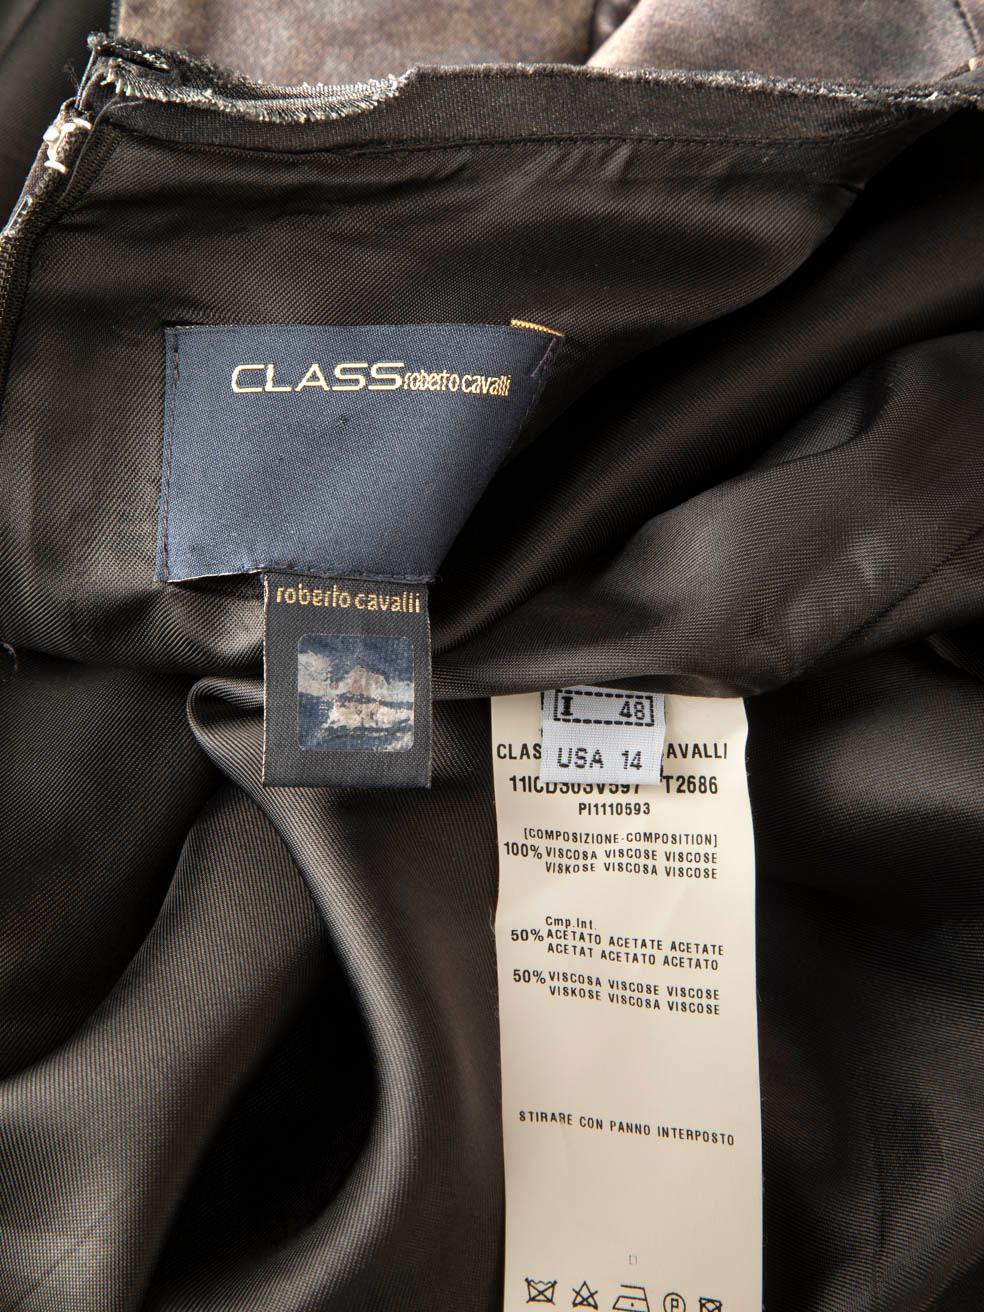 CLASS roberto cavalli
roberto cavalli
I 48
USA 14
CLAS AVALLI
T2686
PI1110593
[COMPOSIZIONE-COMPOSITION]
100% VISCOSA VISCOSE VISCOSE
VISKOSE VISCOSA VISCOSE
Cmp.Int.
50% ACETATO ACETATE ACETATE
ACETAT ACETATO ACETATO
50% VISCOSA VISCOSE VISCOSE
VISKOSE VISCOSA VISCOSE
STIRARE CON PANNO INTERPOSTO
P